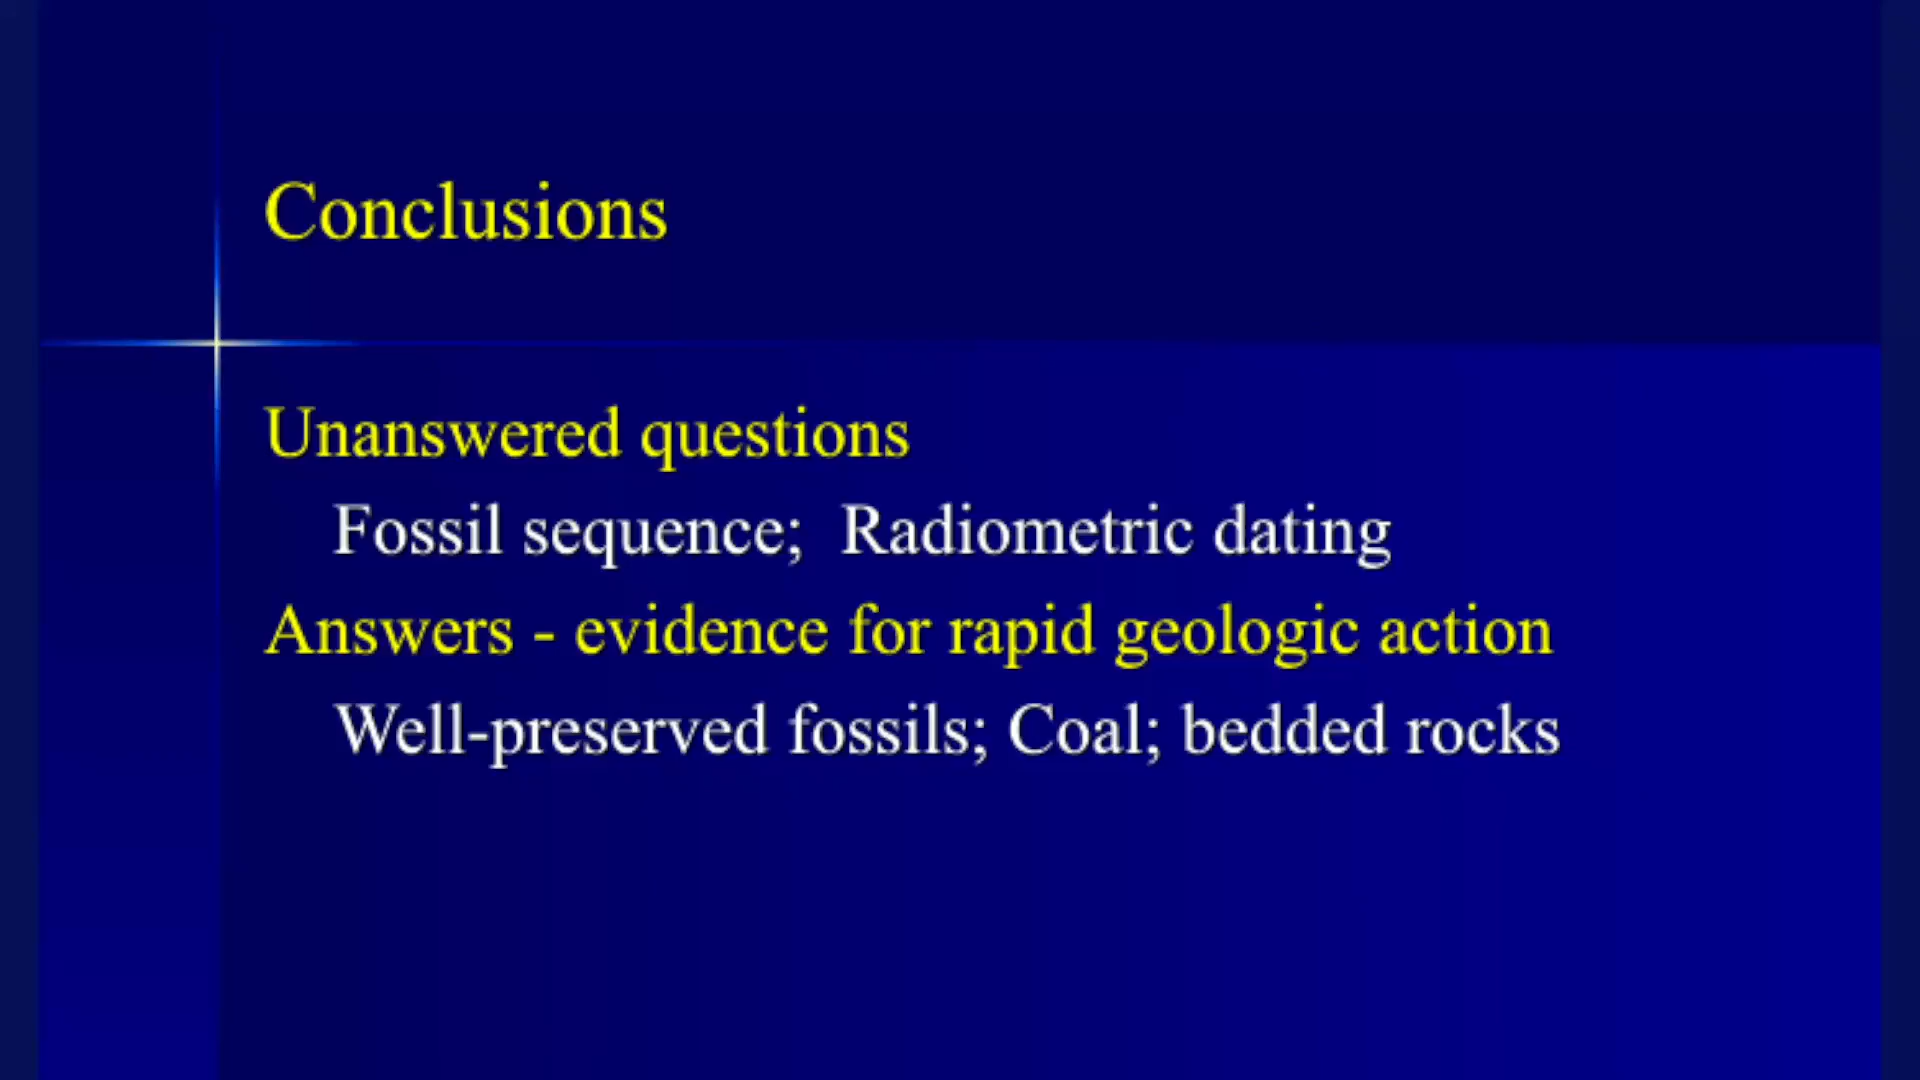 Conclusions
Unanswered questions
Fossil sequence;  Radiometric dating
Answers - evidence for rapid geologic action
Well-preserved fossils; Coal; bedded rocks